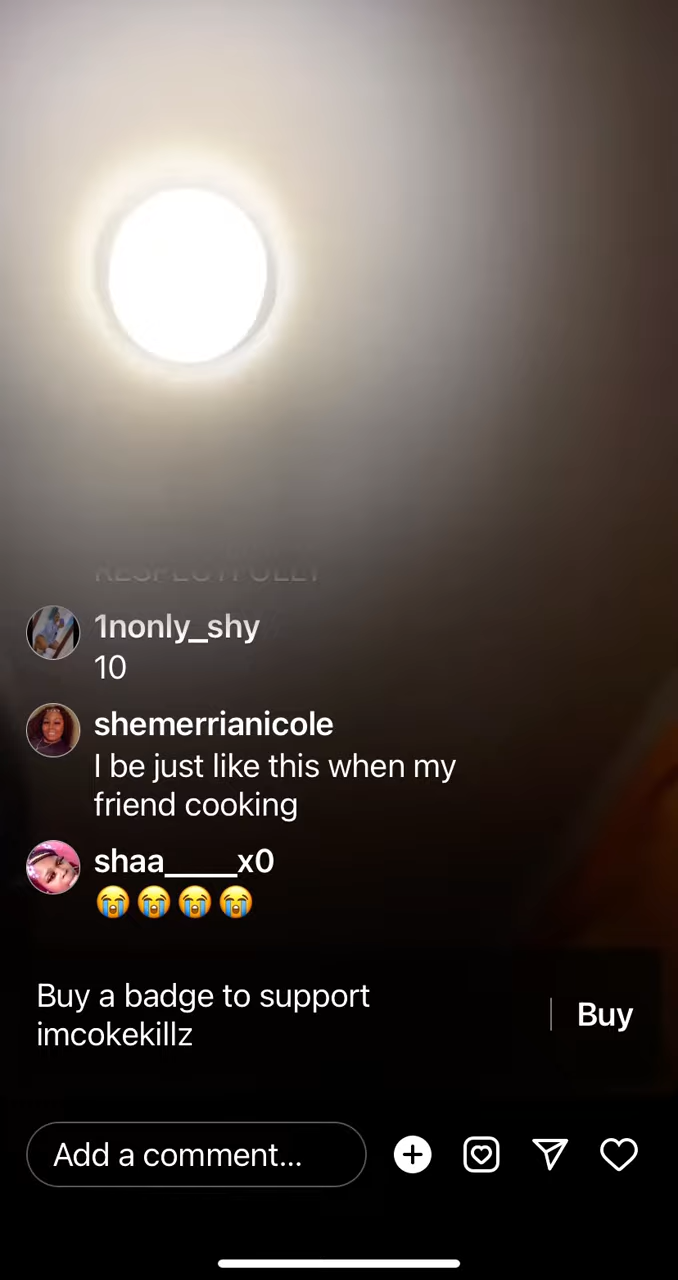 RESPECTFULLY
1nonly_shy
10
shemerrianicole
I be just like this when my
friend cooking
shaa_____x0
😭😭😭😭
Buy a badge to support
imcokekillz
Buy
Add a comment...